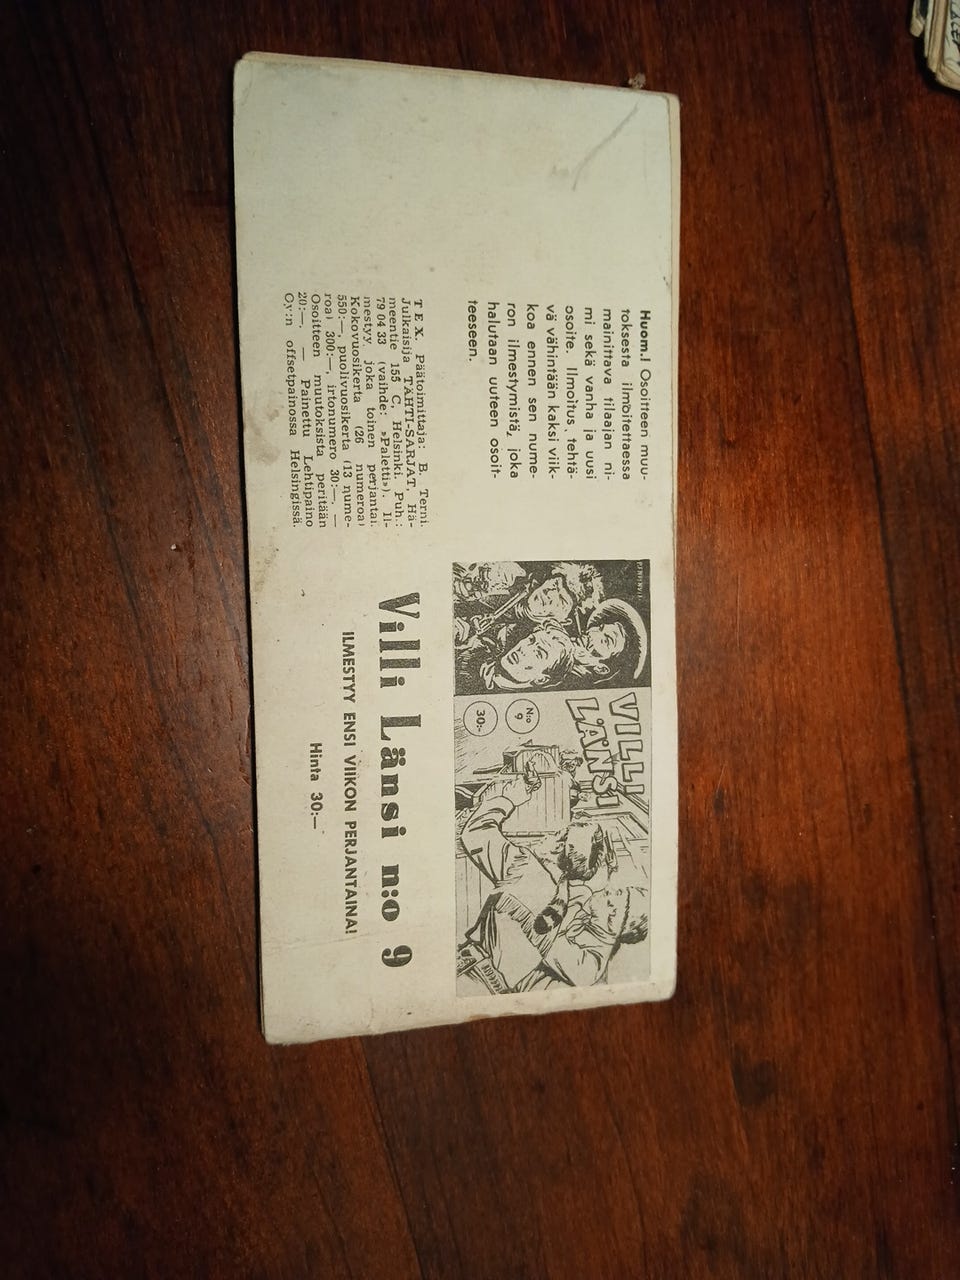 Huom.! Osoitteen muu-
toksesta ilmoitettaessa
mainittava tilaajan ni-
mi sekä vanha ja uusi
osoite. Ilmoitus tehtä-
vä vähintään kaksi viik-
koa ennen sen nume-
ron ilmestymistä, joka
halutaan uuteen osoit-
teeseen.
TEX. Päätoimittaja: B. Terni.
Julkaisija TÄHTI-SARJAT, Hä-
meentie 155 C, Helsinki. Puh.:
79 04 33 (vaihde: »Paletti»). Il-
mestyy joka toinen perjantai.
Kokovuosikerta (26 numeroa)
550:—, puolivuosikerta (13 nume-
roa) 300:—, irtonumero 30:—, —
Osoitteen muutoksista peritään
20:—, — Painettu Lehtipaino
Oy:n offsetpainossa Helsingissä.
VILLI
LÄNSI
N:o
9
30:-
Villi Länsi n:o 9
ILMESTYY ENSI VIIKON PERJANTAINA!
Hinta 30:—